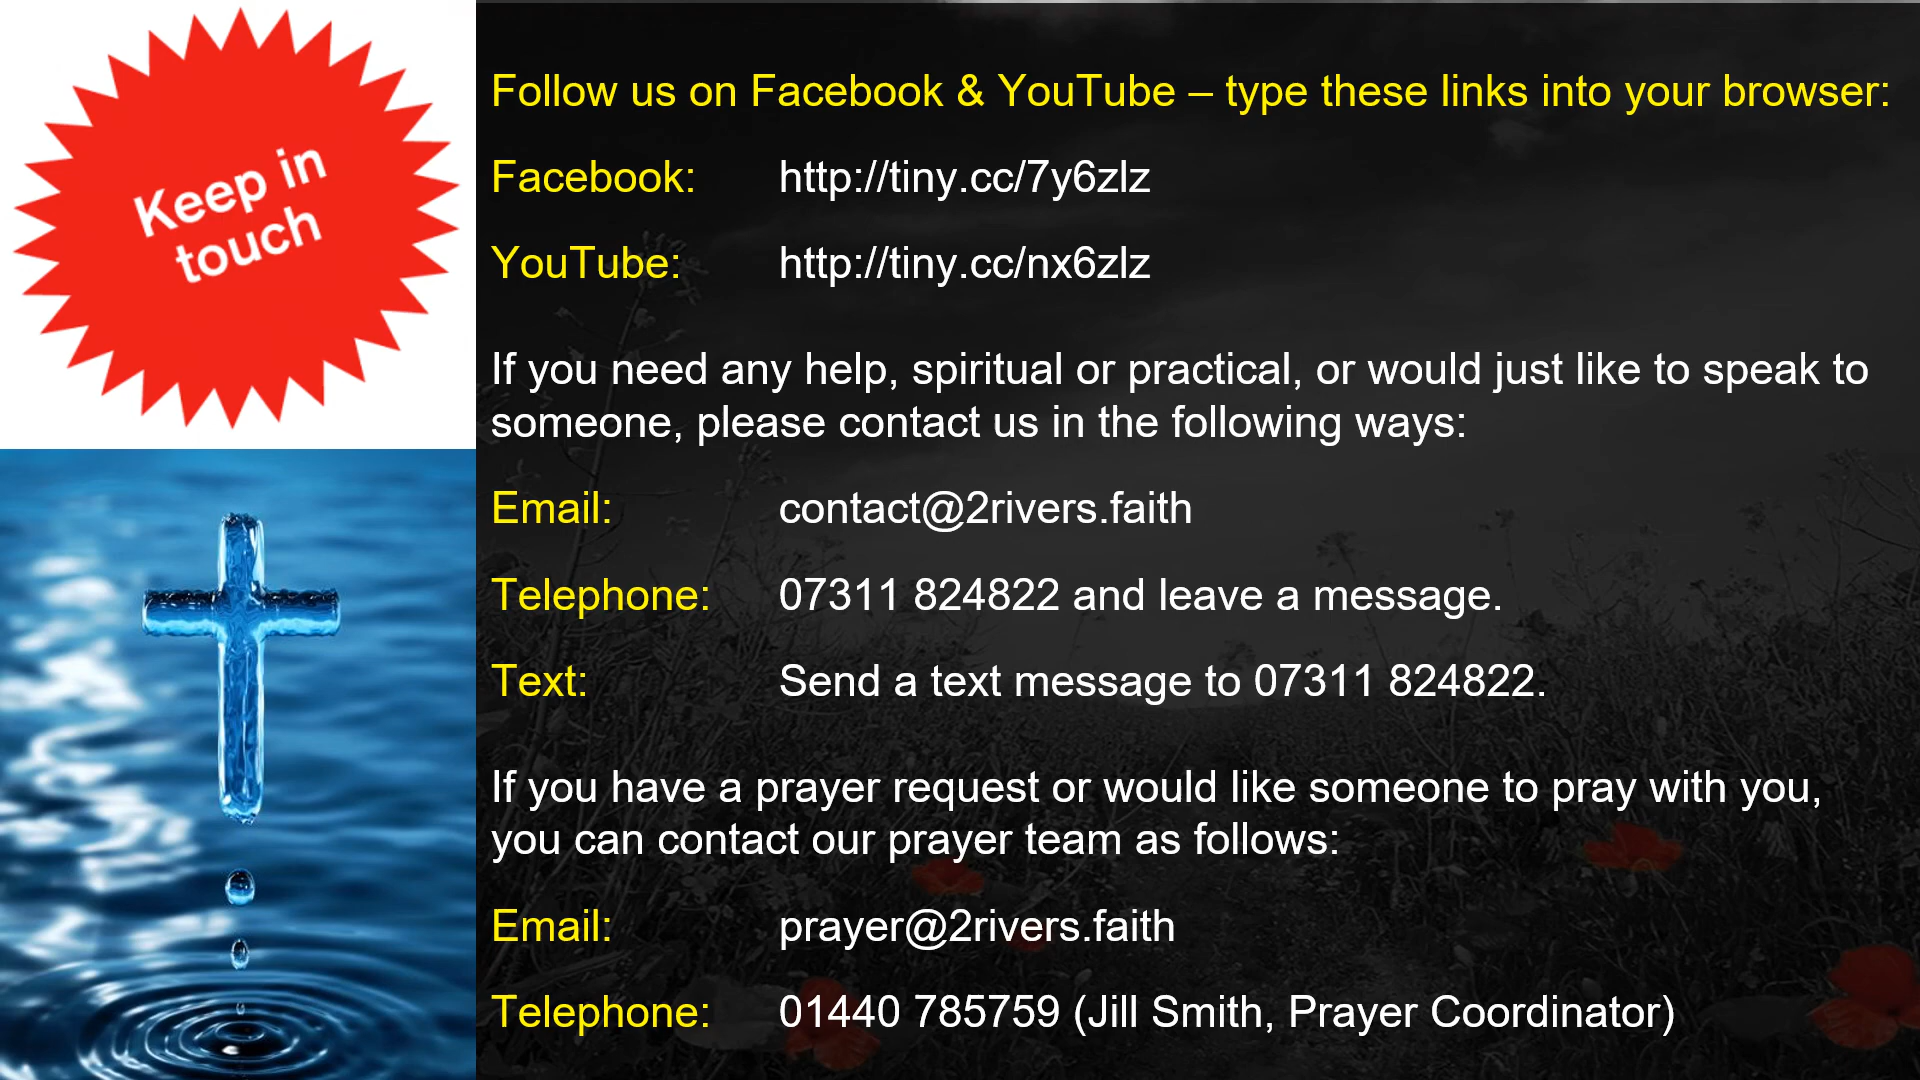 Keep in
touch
Follow us on Facebook & YouTube – type these links into your browser:
Facebook: http://tiny.cc/7y6zlz
YouTube: http://tiny.cc/nx6zlz
If you need any help, spiritual or practical, or would just like to speak to
someone, please contact us in the following ways:
Email: contact@2rivers.faith
Telephone: 07311 824822 and leave a message.
Text: Send a text message to 07311 824822.
If you have a prayer request or would like someone to pray with you,
you can contact our prayer team as follows:
Email: prayer@2rivers.faith
Telephone: 01440 785759 (Jill Smith, Prayer Coordinator)